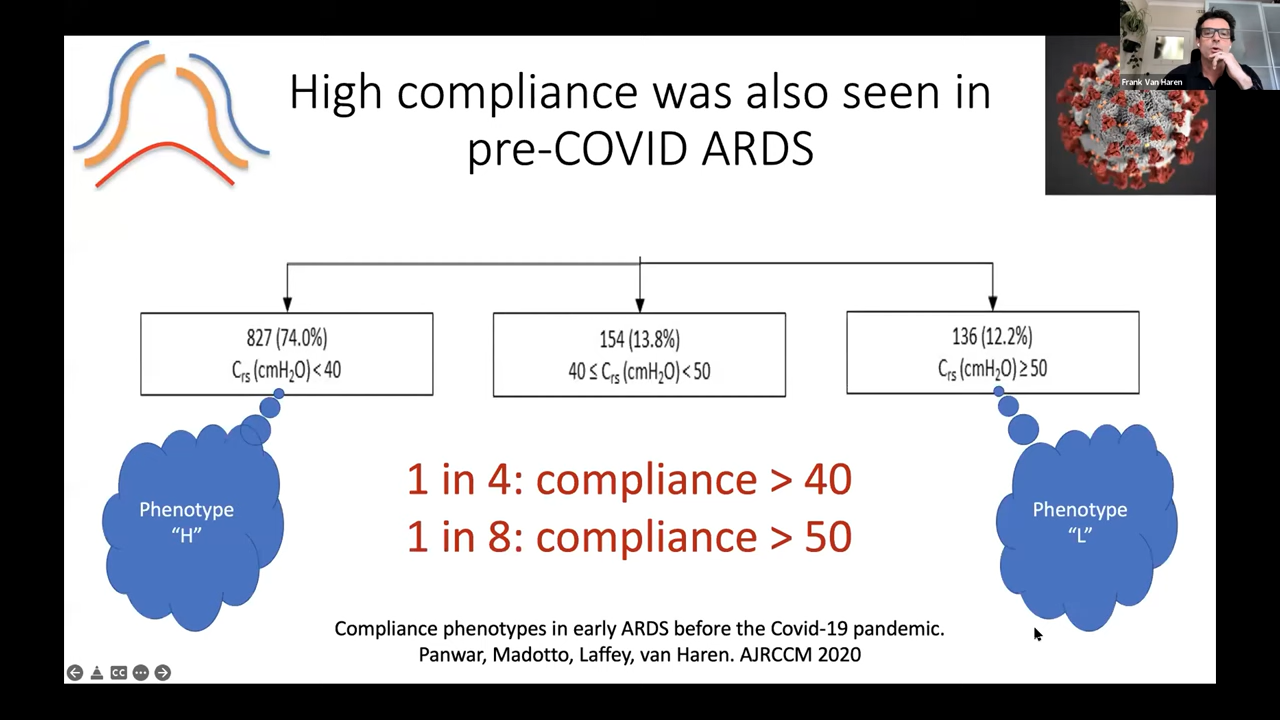 Frank Van Haren
High compliance was also seen in
pre-COVID ARDS
827 (74.0%)
Crs (cmH₂O) < 40
154 (13.8%)
40 ≤ Crs (cmH₂O) < 50
136 (12.2%)
Crs (cmH₂O) ≥ 50
Phenotype
“H”
1 in 4: compliance > 40
1 in 8: compliance > 50
Phenotype
“L”
Compliance phenotypes in early ARDS before the Covid-19 pandemic.
Panwar, Madotto, Laffey, van Haren. AJRCCM 2020
CC